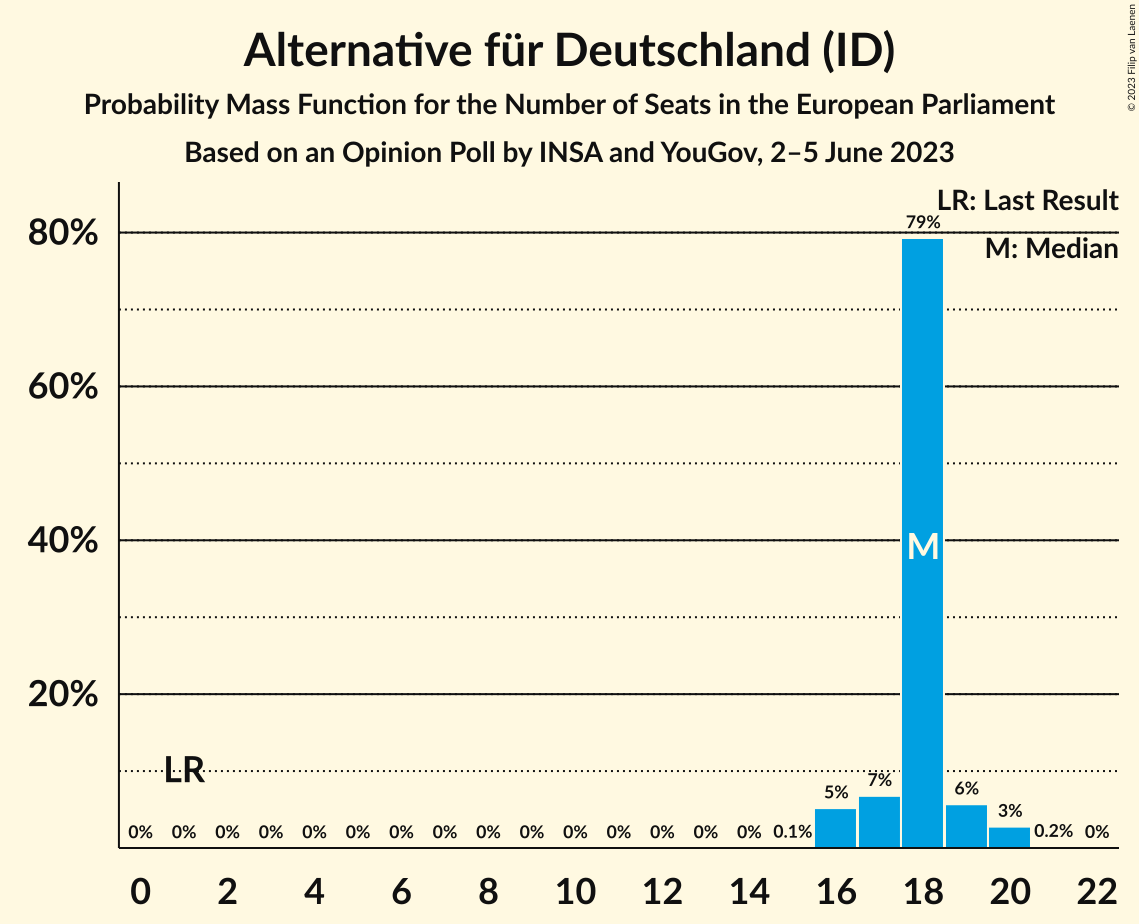 Alternative für Deutschland (ID)
Probability Mass Function for the Number of Seats in the European Parliament
Based on an Opinion Poll by INSA and YouGov, 2–5 June 2023
© 2023 Filip van Laenen
LR: Last Result
M: Median
80%
60%
40%
20%
79%
M
LR
0% 0% 0% 0% 0% 0% 0% 0% 0% 0% 0% 0% 0% 0% 0% 0.1% 5% 7% 6% 3% 0.2% 0%
0 2 4 6 8 10 12 14 16 18 20 22